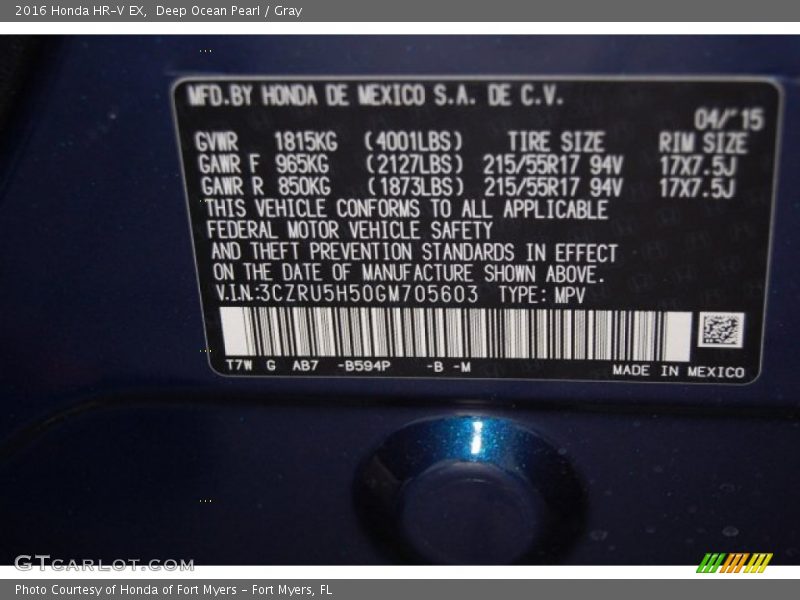 2016 Honda HR-V EX, Deep Ocean Pearl / Gray
MFD.BY HONDA DE MEXICO S.A. DE C.V.
04/'15
GVWR 1815KG (4001LBS) TIRE SIZE RIM SIZE
GAWR F 965KG (2127LBS) 215/55R17 94V 17X7.5J
GAWR R 850KG (1873LBS) 215/55R17 94V 17X7.5J
THIS VEHICLE CONFORMS TO ALL APPLICABLE
FEDERAL MOTOR VEHICLE SAFETY
AND THEFT PREVENTION STANDARDS IN EFFECT
ON THE DATE OF MANUFACTURE SHOWN ABOVE.
V.I.N:3CZRU5H50GM705603 TYPE: MPV
T7W G AB7 -B594P -B -M MADE IN MEXICO
GTcarlot.com
Photo Courtesy of Honda of Fort Myers - Fort Myers, FL